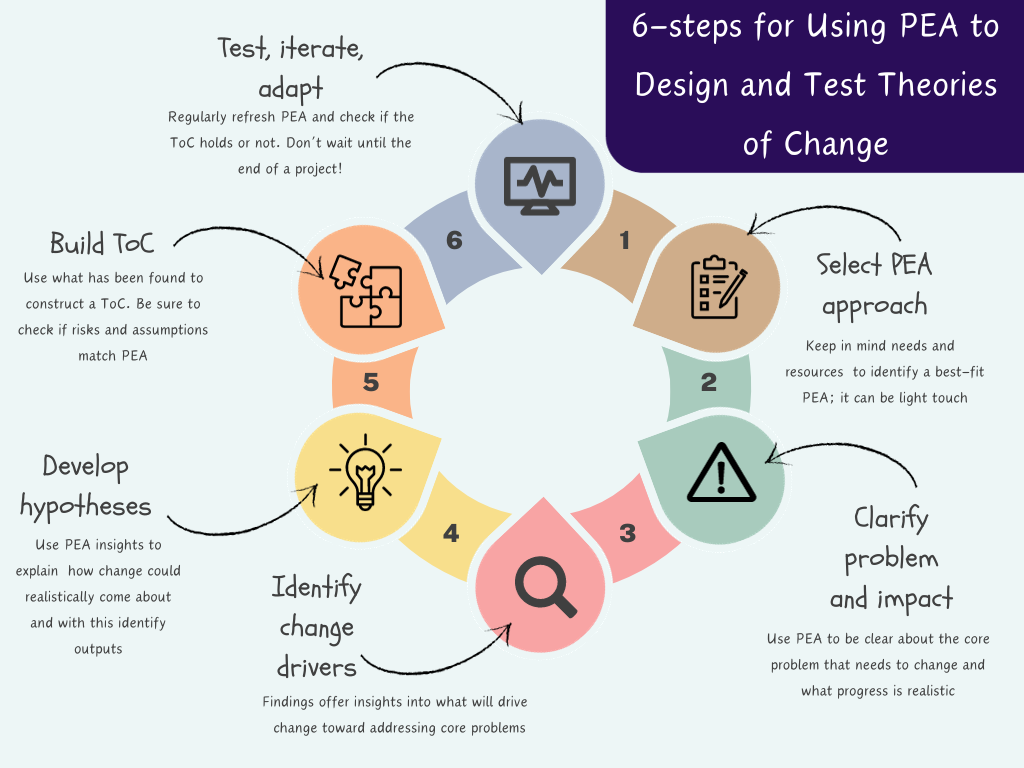 6-steps for Using PEA to
Design and Test Theories
of Change
Test, iterate,
adapt
Regularly refresh PEA and check if the
ToC holds or not. Don't wait until the
end of a project!
1
Select PEA
approach
Keep in mind needs and
resources to identify a best-fit
PEA; it can be light touch
2
Clarify
problem
and impact
Use PEA to be clear about the core
problem that needs to change and
what progress is realistic
3
Identify
change
drivers
Findings offer insights into what will drive
change toward addressing core problems
4
Develop
hypotheses
Use PEA insights to
explain how change could
realistically come about
and with this identify
outputs
5
Build ToC
Use what has been found to
construct a ToC. Be sure to
check if risks and assumptions
match PEA
6